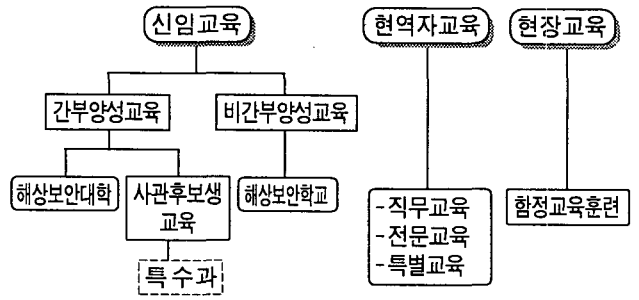 신임교육
현역자교육
현장교육
간부양성교육
비간부양성교육
해상보안대학
사관후보생
교육
해상보안학교
-직무교육
-전문교육
-특별교육
함정교육훈련
특수과